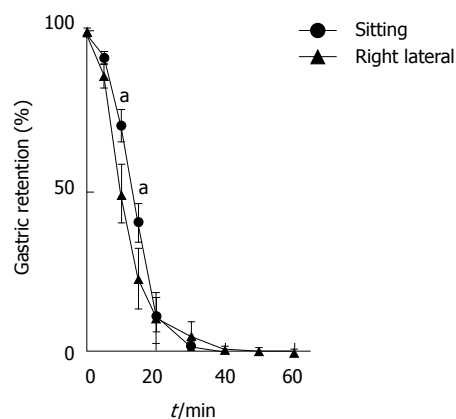 100
Sitting
Right lateral
a
a
50
Gastric retention (%)
0
0 20 40 60
t/min